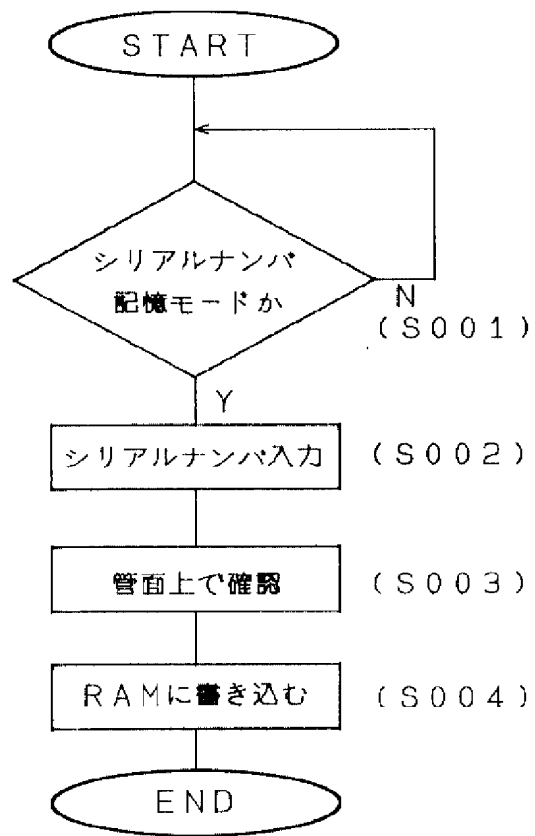 ＳＴＡＲＴ
シリアルナンバ
記憶モードか
Ｎ
（Ｓ００１）
Ｙ
シリアルナンバ入力
（Ｓ００２）
管面上で確認
（Ｓ００３）
ＲＡＭに書き込む
（Ｓ００４）
ＥＮＤ